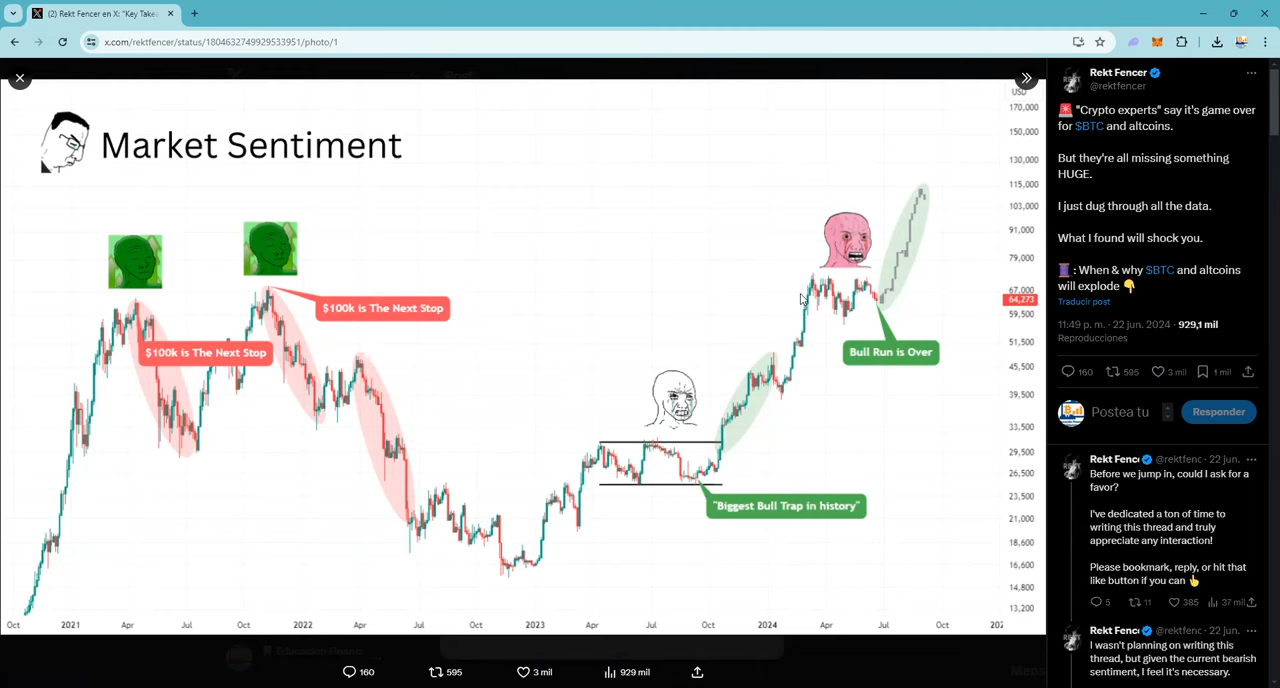 (2) Rekt Fencer en X: "Key Take
x.com/rektfencer/status/1804632749929533951/photo/1
Market Sentiment
USD
170,000
150,000
130,000
115,000
103,000
91,000
79,000
67,000
64,273
59,500
51,500
45,500
39,500
33,500
29,500
26,500
23,500
21,000
18,600
16,600
14,800
13,200
$100k is The Next Stop
$100k is The Next Stop
Bull Run is Over
"Biggest Bull Trap in history"
Oct 2021 Apr Jul Oct 2022 Apr Jul Oct 2023 Apr Jul Oct 2024 Apr Jul Oct 202
160 595 3 mil 929 mil
Rekt Fencer
@rektfencer
"Crypto experts" say it's game over
for $BTC and altcoins.
But they're all missing something
HUGE.
I just dug through all the data.
What I found will shock you.
: When & why $BTC and altcoins
will explode
Traducir post
11:49 p. m. · 22 jun. 2024 · 929,1 mil
Reproducciones
160 595 3 mil 1 mil
Postea tu
Responder
Rekt Fence @rektfenc · 22 jun.
Before we jump in, could I ask for a
favor?
I've dedicated a ton of time to
writing this thread and truly
appreciate any interaction!
Please bookmark, reply, or hit that
like button if you can
5 11 385 37 mil
Rekt Fence @rektfenc · 22 jun.
I wasn't planning on writing this
thread, but given the current bearish
sentiment, I feel it's necessary.